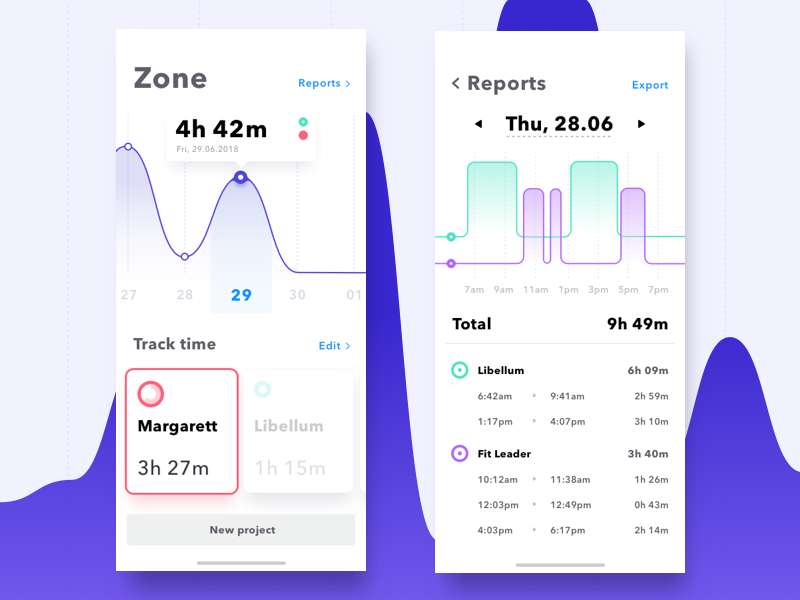 Zone
Reports >
4h 42m
Fri, 29.06.2018
27 28 29 30 01
Track time
Edit >
Margarett
3h 27m
Libellum
1h 15m
New project
< Reports
Export
Thu, 28.06
7am 9am 11am 1pm 3pm 5pm 7pm
Total 9h 49m
Libellum 6h 09m
6:42am 9:41am 2h 59m
1:17pm 4:07pm 3h 10m
Fit Leader 3h 40m
10:12am 11:38am 1h 26m
12:03pm 12:49pm 0h 43m
4:03pm 6:17pm 2h 14m